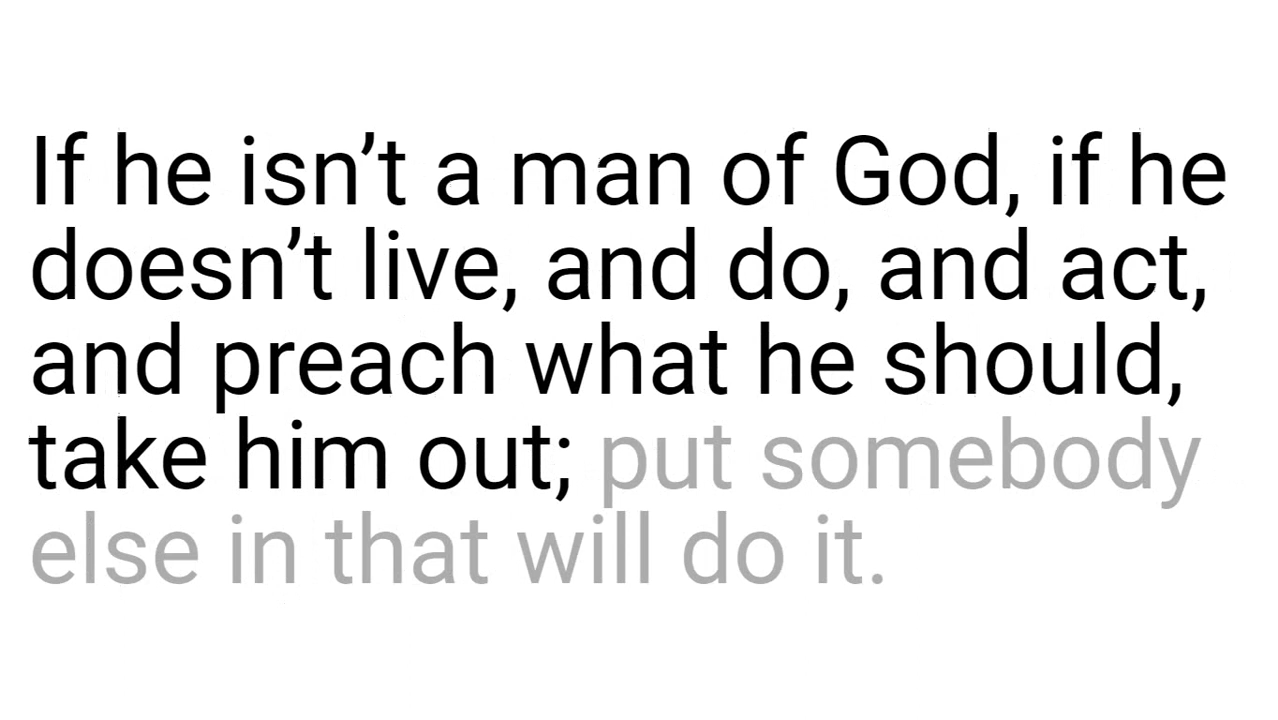 If he isn’t a man of God, if he
doesn’t live, and do, and act,
and preach what he should,
take him out; put somebody
else in that will do it.